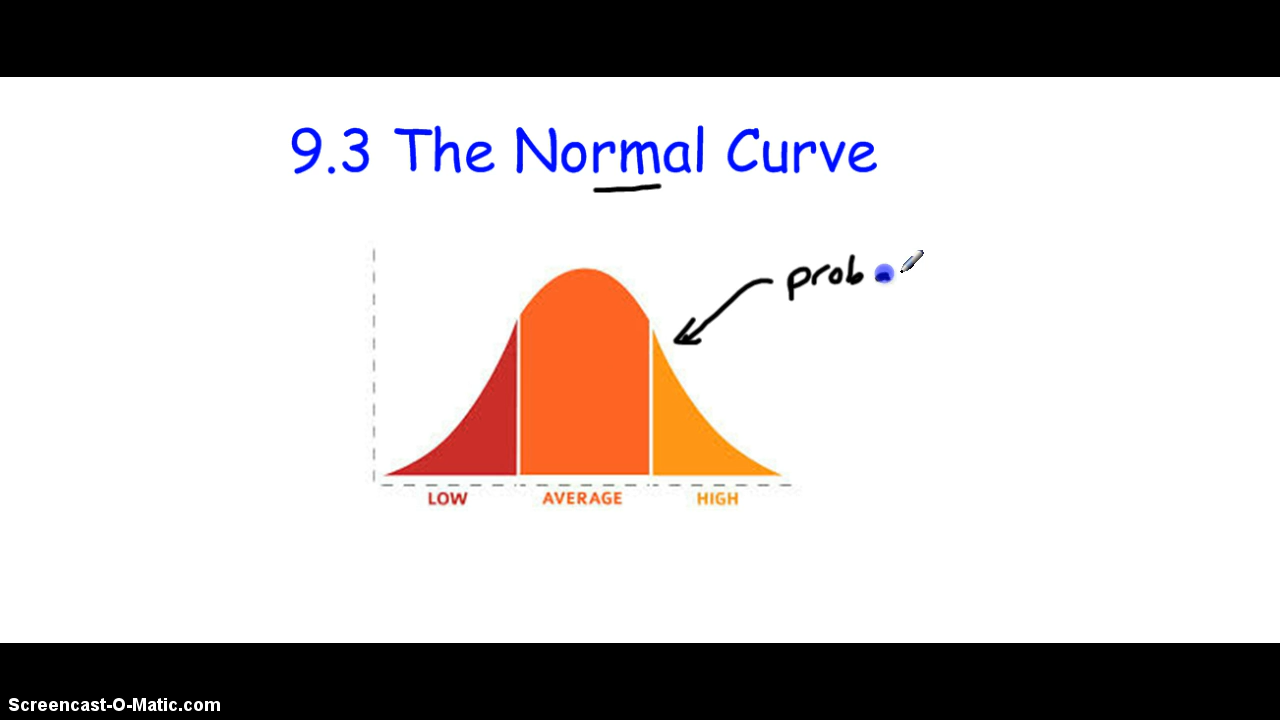 9.3 The Normal Curve
prob
LOW AVERAGE HIGH
Screencast-O-Matic.com